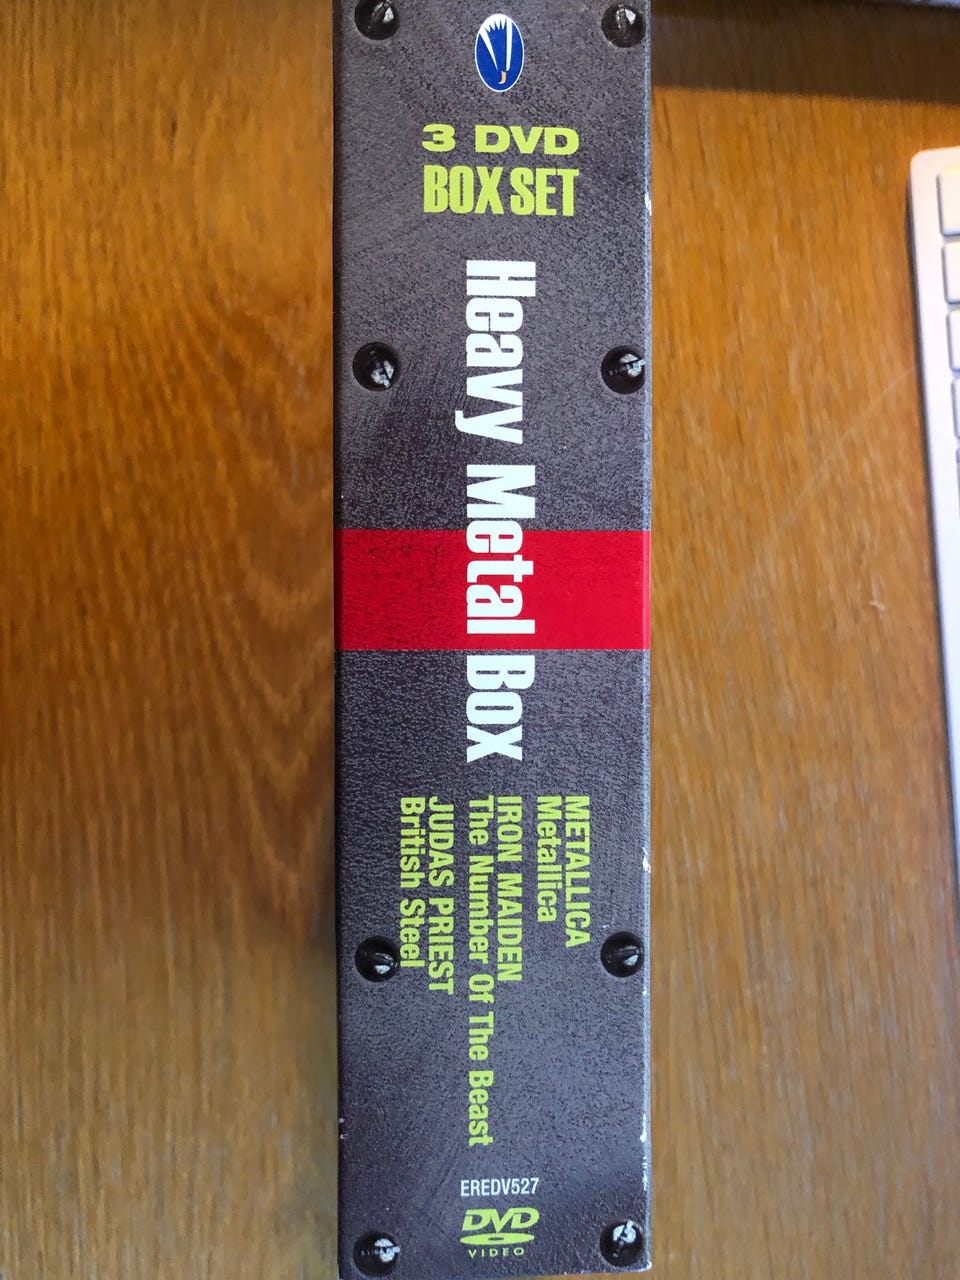 3 DVD
BOX SET
Heavy Metal Box
METALLICA
Metallica
IRON MAIDEN
The Number Of The Beast
JUDAS PRIEST
British Steel
EREDV527
DVD
VIDEO